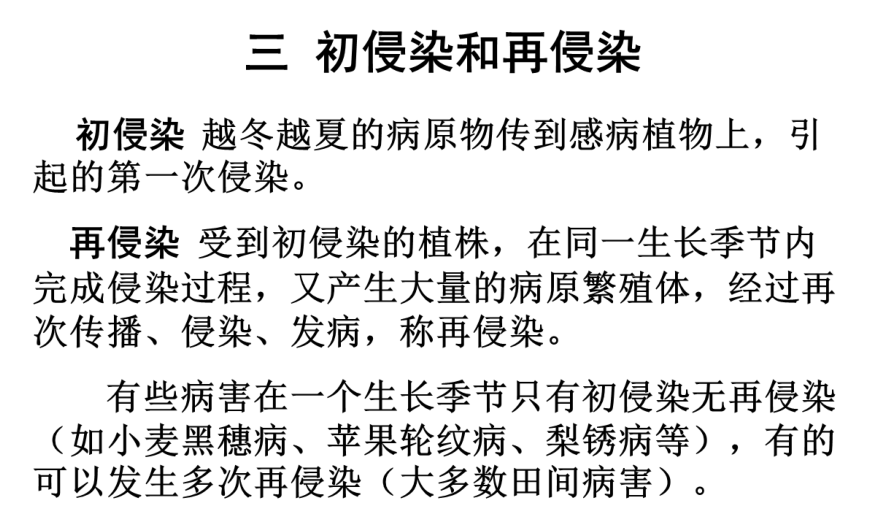 三 初侵染和再侵染
初侵染 越冬越夏的病原物传到感病植物上，引
起的第一次侵染。
再侵染 受到初侵染的植株，在同一生长季节内
完成侵染过程，又产生大量的病原繁殖体，经过再
次传播、侵染、发病，称再侵染。
有些病害在一个生长季节只有初侵染无再侵染
（如小麦黑穗病、苹果轮纹病、梨锈病等），有的
可以发生多次再侵染（大多数田间病害）。